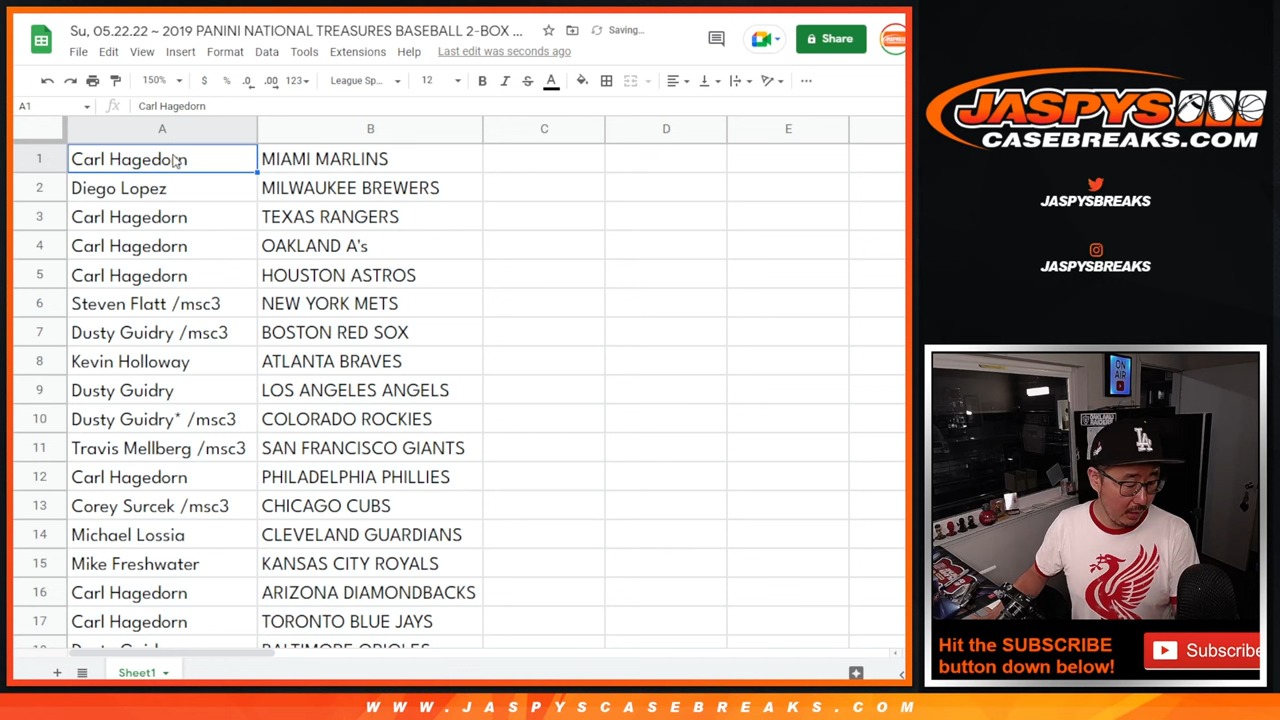 Su, 05.22.22 ~ 2019 PANINI NATIONAL TREASURES BASEBALL 2-BOX ...
Saving...
File Edit View Insert Format Data Tools Extensions Help Last edit was seconds ago
Share
150% $ % .0 .00 123 League Sp... 12 B I S A
A1 fx Carl Hagedorn
A B C D E
1 Carl Hagedorn MIAMI MARLINS
2 Diego Lopez MILWAUKEE BREWERS
3 Carl Hagedorn TEXAS RANGERS
4 Carl Hagedorn OAKLAND A's
5 Carl Hagedorn HOUSTON ASTROS
6 Steven Flatt /msc3 NEW YORK METS
7 Dusty Guidry /msc3 BOSTON RED SOX
8 Kevin Holloway ATLANTA BRAVES
9 Dusty Guidry LOS ANGELES ANGELS
10 Dusty Guidry* /msc3 COLORADO ROCKIES
11 Travis Mellberg /msc3 SAN FRANCISCO GIANTS
12 Carl Hagedorn PHILADELPHIA PHILLIES
13 Corey Surcek /msc3 CHICAGO CUBS
14 Michael Lossia CLEVELAND GUARDIANS
15 Mike Freshwater KANSAS CITY ROYALS
16 Carl Hagedorn ARIZONA DIAMONDBACKS
17 Carl Hagedorn TORONTO BLUE JAYS
Sheet1
JASPYS
CASEBREAKS.COM
JASPYSBREAKS
JASPYSBREAKS
ON
AIR
LA
Hit the SUBSCRIBE
button down below!
Subscribe
WWW.JASPYSCASEBREAKS.COM